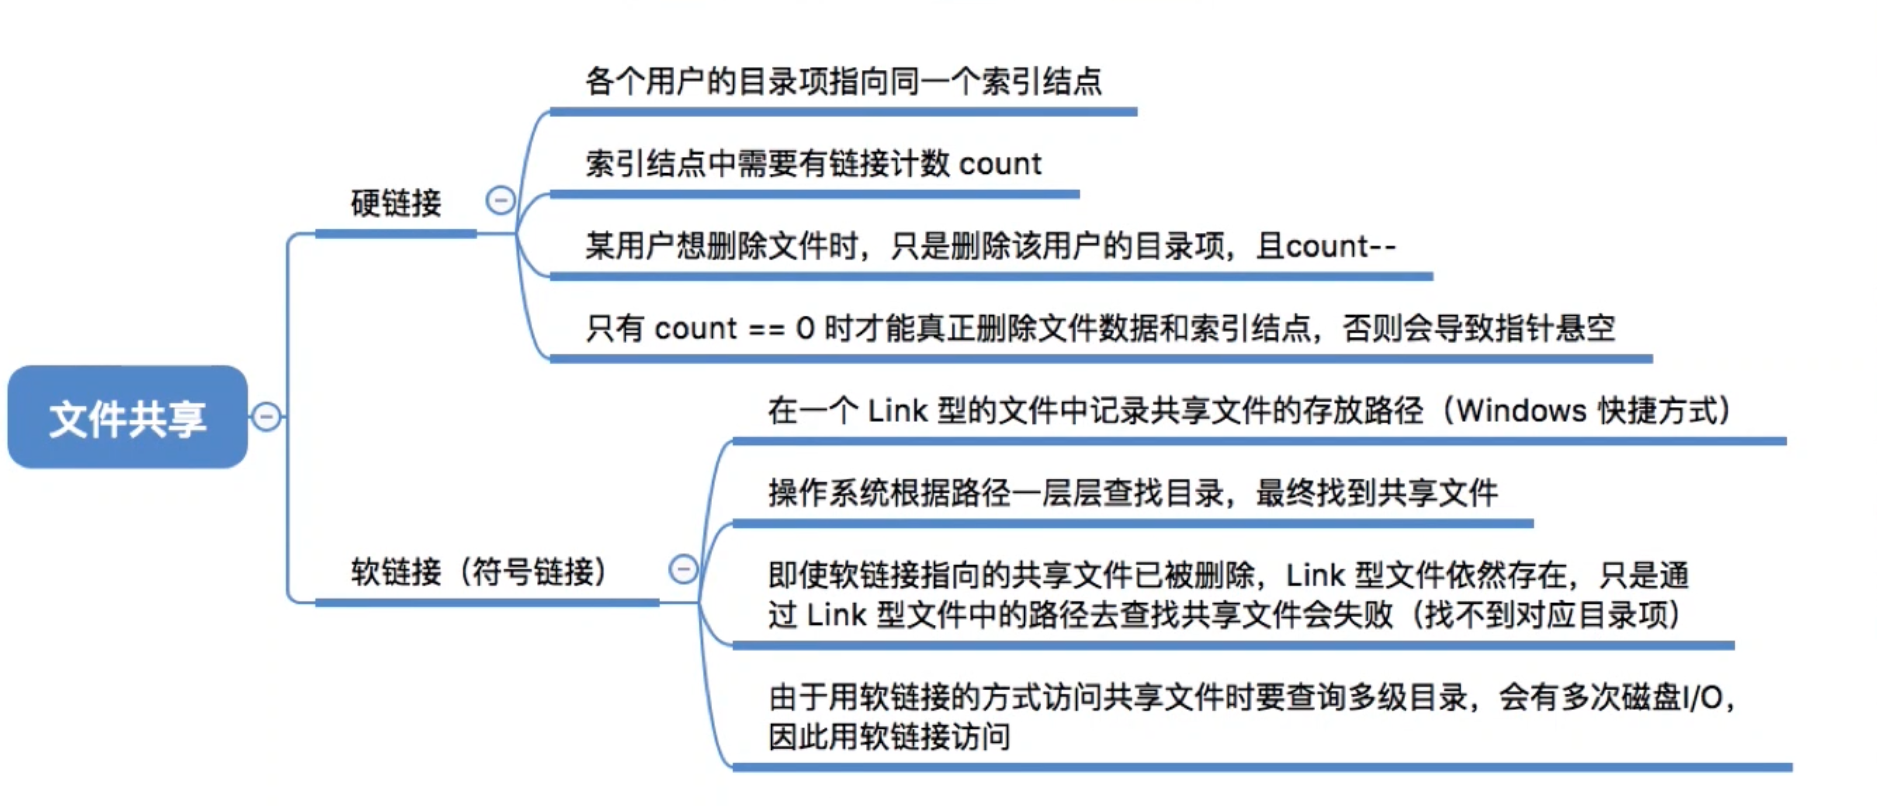 各个用户的目录项指向同一个索引结点
索引结点中需要有链接计数 count
硬链接
某用户想删除文件时，只是删除该用户的目录项，且count--
只有 count == 0 时才能真正删除文件数据和索引结点，否则会导致指针悬空
文件共享
在一个 Link 型的文件中记录共享文件的存放路径（Windows 快捷方式）
操作系统根据路径一层层查找目录，最终找到共享文件
软链接（符号链接）
即使软链接指向的共享文件已被删除，Link 型文件依然存在，只是通
过 Link 型文件中的路径去查找共享文件会失败（找不到对应目录项）
由于用软链接的方式访问共享文件时要查询多级目录，会有多次磁盘I/O，
因此用软链接访问